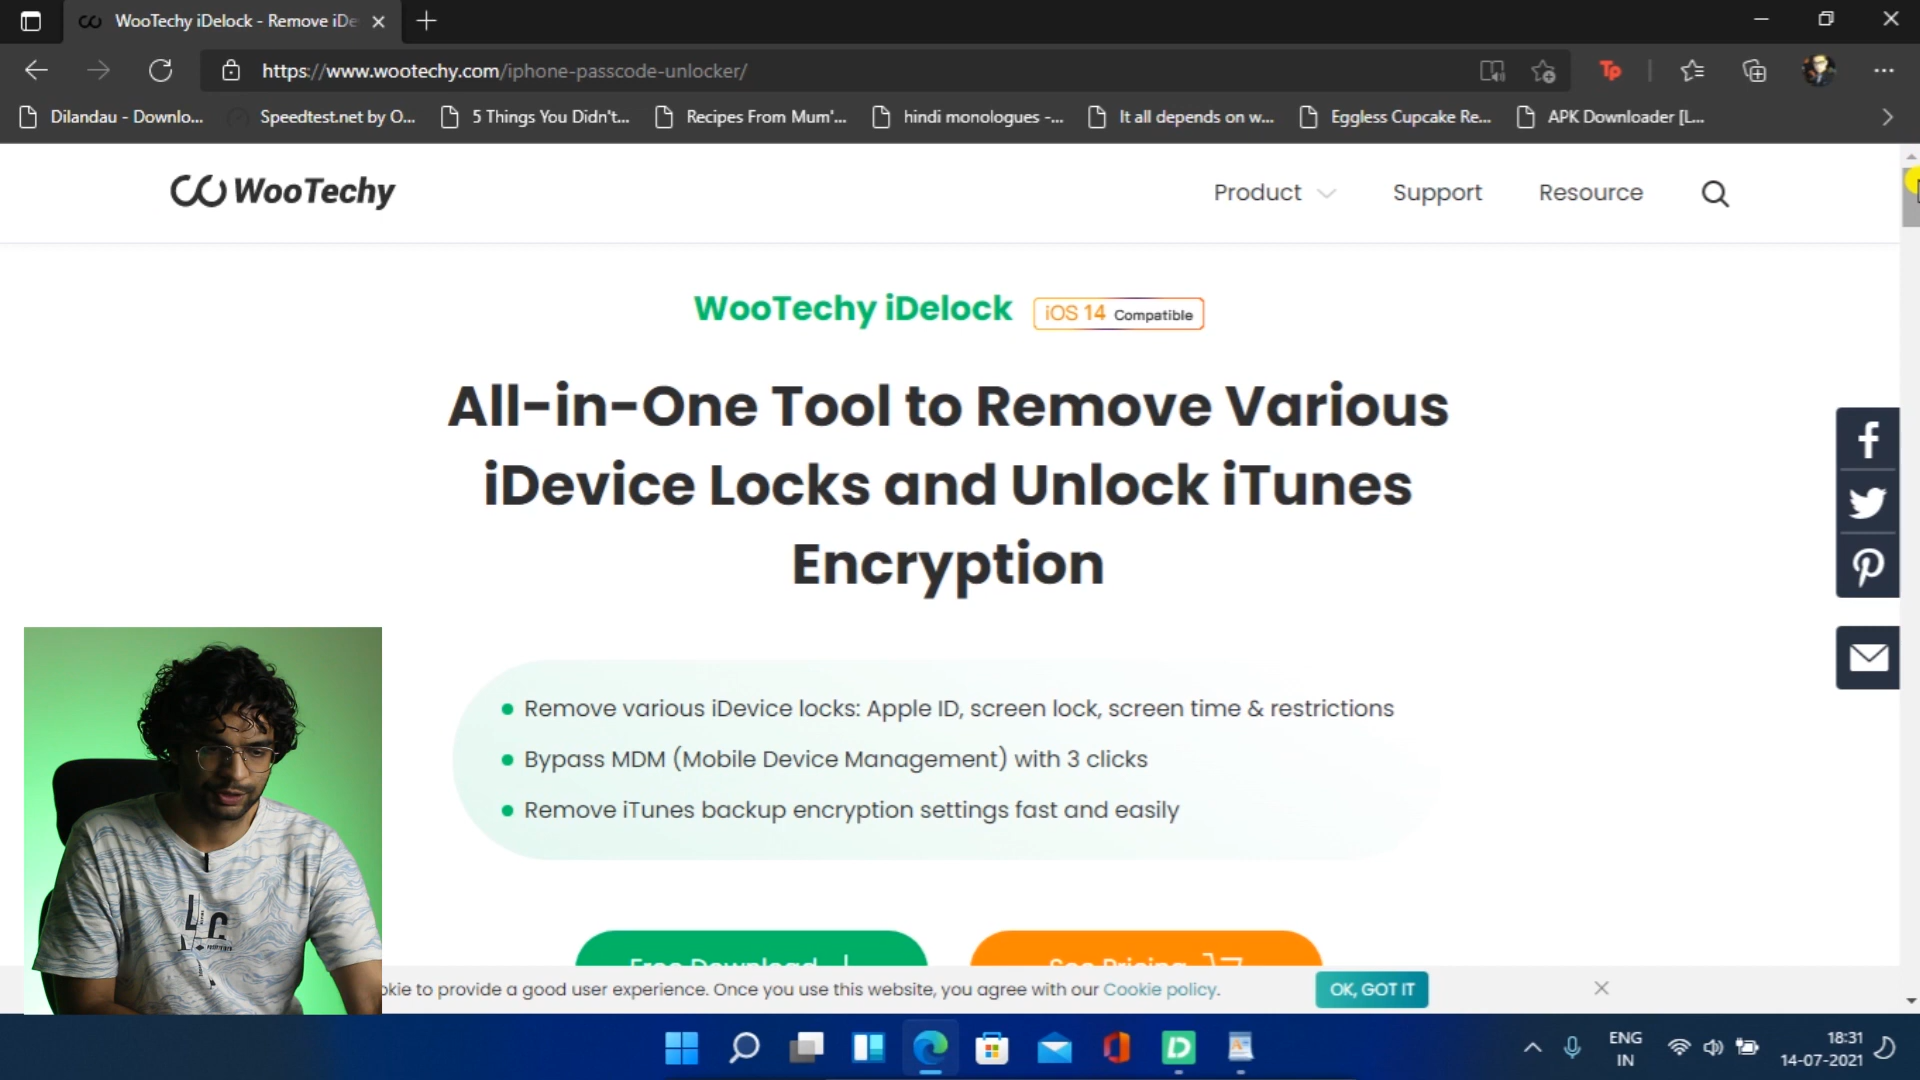 WooTechy iDelock - Remove iDe
https://www.wootechy.com/iphone-passcode-unlocker/
Tp
Dilandau - Downlo...
Speedtest.net by O...
5 Things You Didn't...
Recipes From Mum'...
hindi monologues -...
It all depends on w...
Eggless Cupcake Re...
APK Downloader [L...
WooTechy
Product
Support
Resource
WooTechy iDelock
iOS 14 Compatible
All-in-One Tool to Remove Various
iDevice Locks and Unlock iTunes
Encryption
Remove various iDevice locks: Apple ID, screen lock, screen time & restrictions
Bypass MDM (Mobile Device Management) with 3 clicks
Remove iTunes backup encryption settings fast and easily
Free Download
See Pricing
okie to provide a good user experience. Once you use this website, you agree with our Cookie policy.
OK, GOT IT
ENG
IN
18:31
14-07-2021